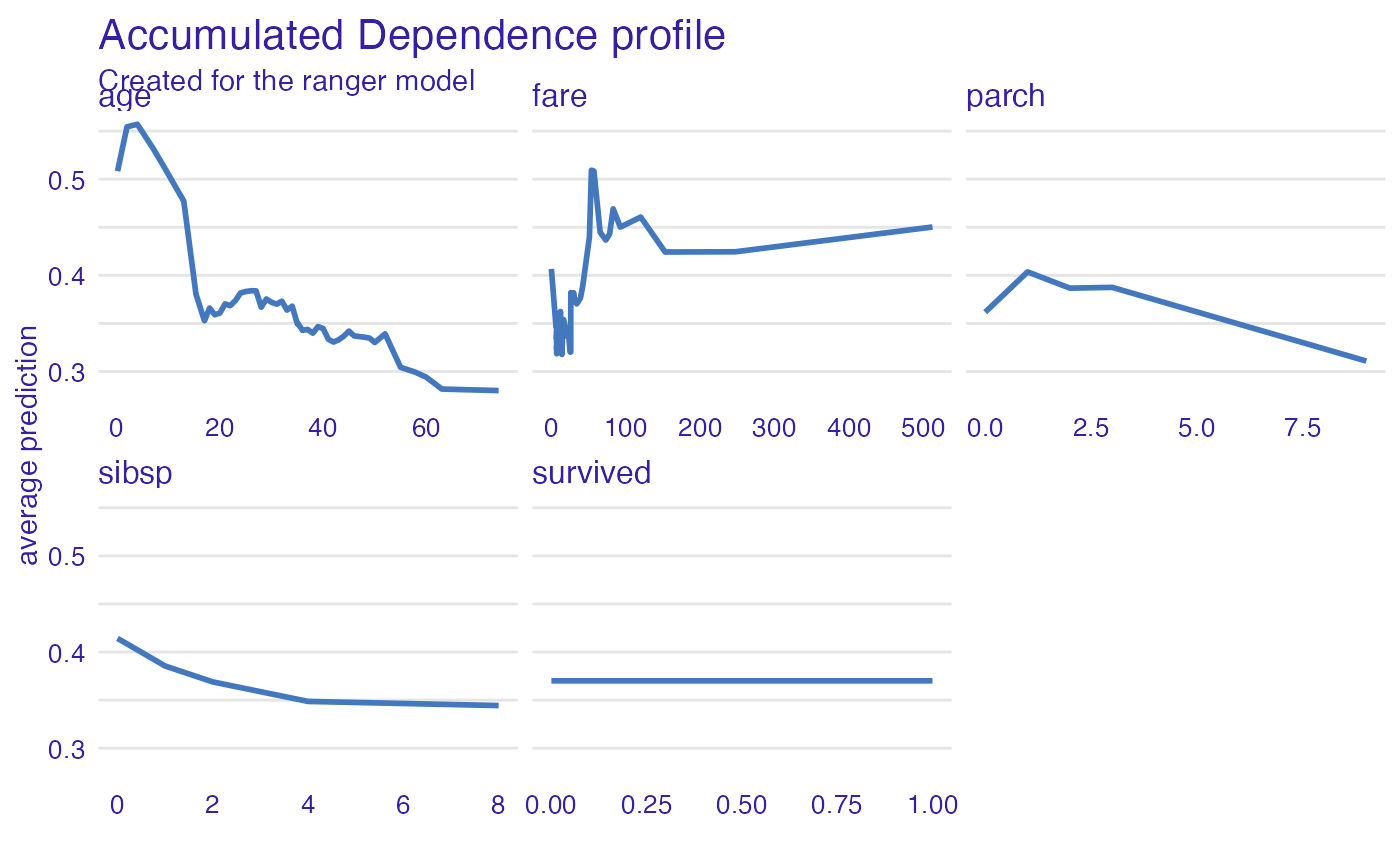 Accumulated Dependence profile
Created for the ranger model
age
fare
parch
average prediction
0.5
0.4
0.3
0 20 40 60
0 100 200 300 400 500
0.0 2.5 5.0 7.5
sibsp
survived
0.5
0.4
0.3
0 2 4 6 8
0.00 0.25 0.50 0.75 1.00